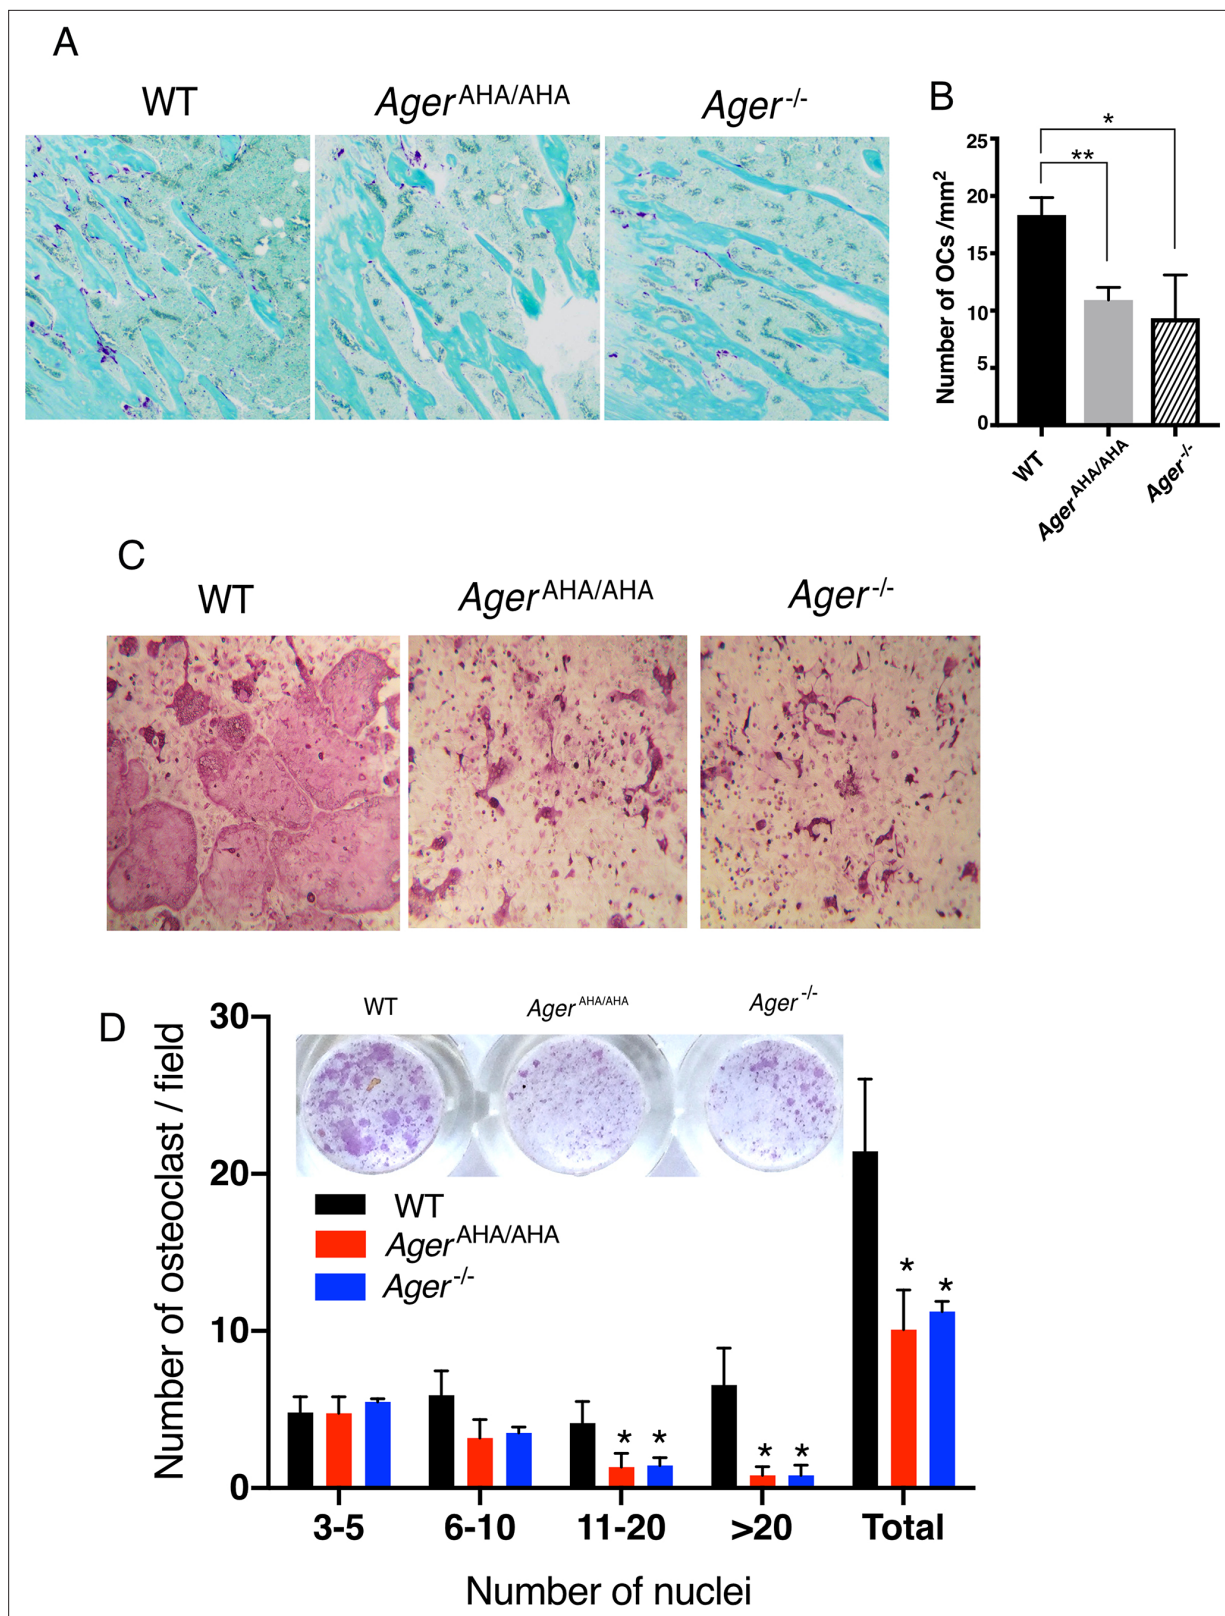 A
WT
Ager AHA/AHA
Ager -/-
B
*
**
25
20
15
10
5
0
Number of OCs /mm2
WT
Ager AHA/AHA
Ager -/-
C
WT
Ager AHA/AHA
Ager -/-
D
WT
Ager AHA/AHA
Ager -/-
30
20
10
0
Number of osteoclast / field
WT
Ager AHA/AHA
Ager -/-
* *
* *
* *
3-5 6-10 11-20 >20 Total
Number of nuclei